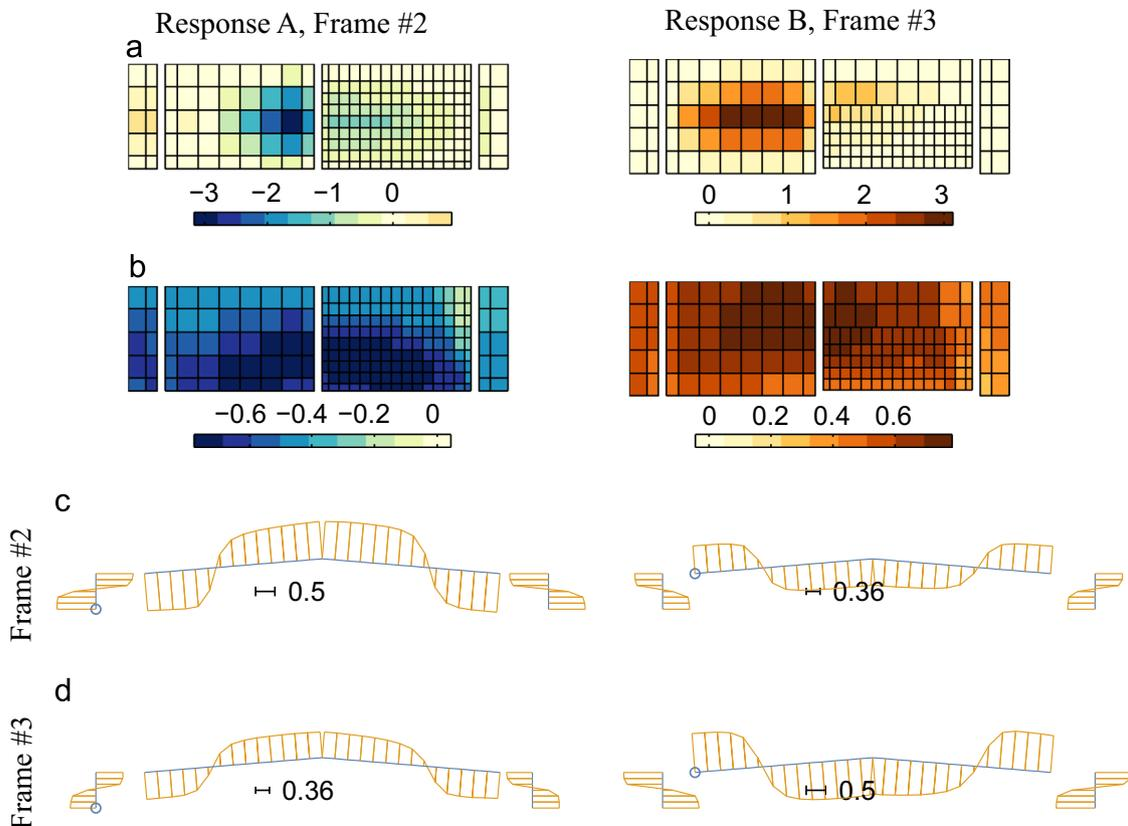 Response A, Frame #2
Response B, Frame #3
a
−3 −2 −1 0
0 1 2 3
b
−0.6 −0.4 −0.2 0
0 0.2 0.4 0.6
c
Frame #2
0.5
0.36
d
Frame #3
0.36
0.5